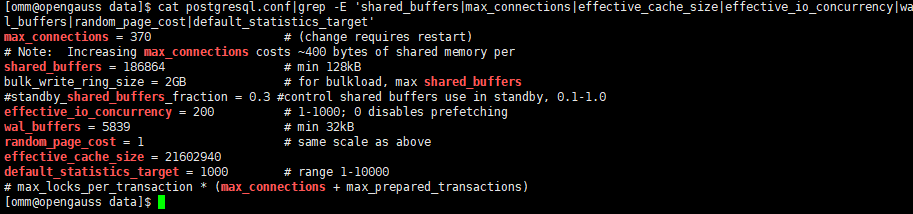 [omm@opengauss data]$ cat postgresql.conf|grep -E 'shared_buffers|max_connections|effective_cache_size|effective_io_concurrency|wa
l_buffers|random_page_cost|default_statistics_target'
max_connections = 370 # (change requires restart)
# Note: Increasing max_connections costs ~400 bytes of shared memory per
shared_buffers = 186864 # min 128kB
bulk_write_ring_size = 2GB # for bulkload, max shared_buffers
#standby_shared_buffers_fraction = 0.3 #control shared buffers use in standby, 0.1-1.0
effective_io_concurrency = 200 # 1-1000; 0 disables prefetching
wal_buffers = 5839 # min 32kB
random_page_cost = 1 # same scale as above
effective_cache_size = 21602940
default_statistics_target = 1000 # range 1-10000
# max_locks_per_transaction * (max_connections + max_prepared_transactions)
[omm@opengauss data]$